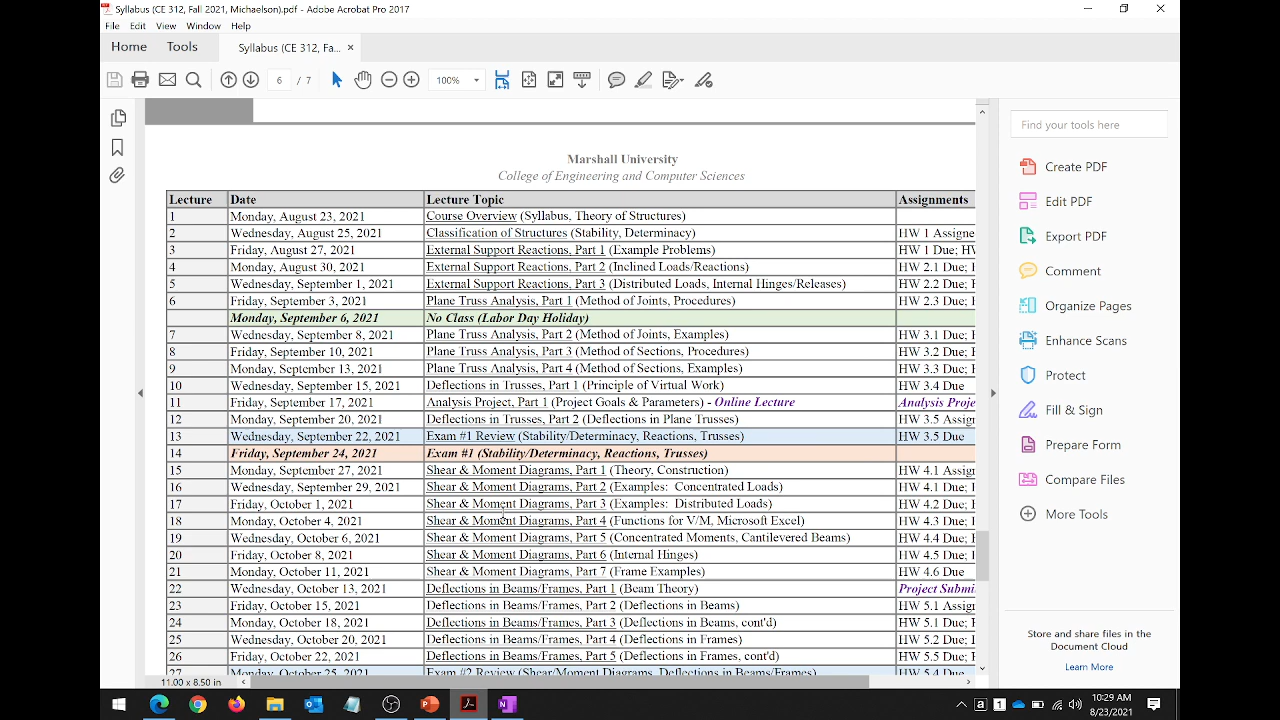 Syllabus (CE 312, Fall 2021, Michaelson).pdf - Adobe Acrobat Pro 2017
File Edit View Window Help
Home Tools Syllabus (CE 312, Fa... ×
6 / 7 100%
Find your tools here
Marshall University
College of Engineering and Computer Sciences
Lecture Date Lecture Topic Assignments
1 Monday, August 23, 2021 Course Overview (Syllabus, Theory of Structures)
2 Wednesday, August 25, 2021 Classification of Structures (Stability, Determinacy) HW 1 Assigne
3 Friday, August 27, 2021 External Support Reactions, Part 1 (Example Problems) HW 1 Due; HW
4 Monday, August 30, 2021 External Support Reactions, Part 2 (Inclined Loads/Reactions) HW 2.1 Due;
5 Wednesday, September 1, 2021 External Support Reactions, Part 3 (Distributed Loads, Internal Hinges/Releases) HW 2.2 Due;
6 Friday, September 3, 2021 Plane Truss Analysis, Part 1 (Method of Joints, Procedures) HW 2.3 Due;
Monday, September 6, 2021 No Class (Labor Day Holiday)
7 Wednesday, September 8, 2021 Plane Truss Analysis, Part 2 (Method of Joints, Examples) HW 3.1 Due;
8 Friday, September 10, 2021 Plane Truss Analysis, Part 3 (Method of Sections, Procedures) HW 3.2 Due;
9 Monday, September 13, 2021 Plane Truss Analysis, Part 4 (Method of Sections, Examples) HW 3.3 Due;
10 Wednesday, September 15, 2021 Deflections in Trusses, Part 1 (Principle of Virtual Work) HW 3.4 Due
11 Friday, September 17, 2021 Analysis Project, Part 1 (Project Goals & Parameters) - Online Lecture Analysis Proje
12 Monday, September 20, 2021 Deflections in Trusses, Part 2 (Deflections in Plane Trusses) HW 3.5 Assig
13 Wednesday, September 22, 2021 Exam #1 Review (Stability/Determinacy, Reactions, Trusses) HW 3.5 Due
14 Friday, September 24, 2021 Exam #1 (Stability/Determinacy, Reactions, Trusses)
15 Monday, September 27, 2021 Shear & Moment Diagrams, Part 1 (Theory, Construction) HW 4.1 Assig
16 Wednesday, September 29, 2021 Shear & Moment Diagrams, Part 2 (Examples: Concentrated Loads) HW 4.1 Due;
17 Friday, October 1, 2021 Shear & Moment Diagrams, Part 3 (Examples: Distributed Loads) HW 4.2 Due;
18 Monday, October 4, 2021 Shear & Moment Diagrams, Part 4 (Functions for V/M, Microsoft Excel) HW 4.3 Due;
19 Wednesday, October 6, 2021 Shear & Moment Diagrams, Part 5 (Concentrated Moments, Cantilevered Beams) HW 4.4 Due;
20 Friday, October 8, 2021 Shear & Moment Diagrams, Part 6 (Internal Hinges) HW 4.5 Due;
21 Monday, October 11, 2021 Shear & Moment Diagrams, Part 7 (Frame Examples) HW 4.6 Due
22 Wednesday, October 13, 2021 Deflections in Beams/Frames, Part 1 (Beam Theory) Project Submi
23 Friday, October 15, 2021 Deflections in Beams/Frames, Part 2 (Deflections in Beams) HW 5.1 Assig
24 Monday, October 18, 2021 Deflections in Beams/Frames, Part 3 (Deflections in Beams, cont'd) HW 5.1 Due;
25 Wednesday, October 20, 2021 Deflections in Beams/Frames, Part 4 (Deflections in Frames) HW 5.2 Due;
26 Friday, October 22, 2021 Deflections in Beams/Frames, Part 5 (Deflections in Frames, cont'd) HW 5.5 Due;
27 Monday, October 25, 2021 Exam #2 Review (Shear/Moment Diagrams, Deflections in Beams/Frames) HW 5.4 Due
11.00 x 8.50 in
Create PDF
Edit PDF
Export PDF
Comment
Organize Pages
Enhance Scans
Protect
Fill & Sign
Prepare Form
Compare Files
More Tools
Store and share files in the
Document Cloud
Learn More
10:29 AM
8/23/2021